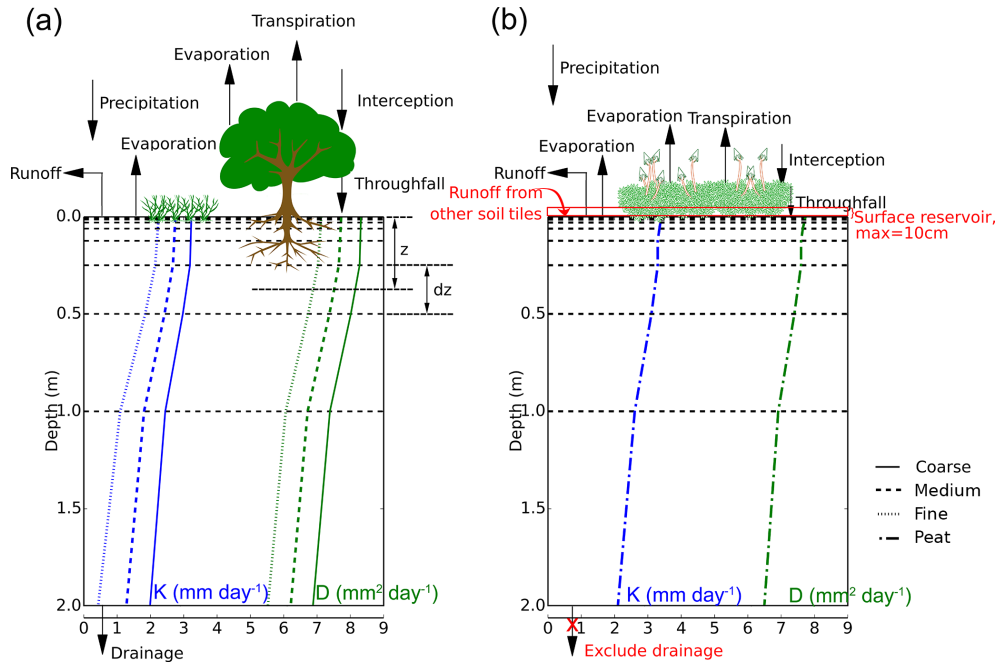 (a)
Transpiration
Evaporation
Precipitation
Interception
Evaporation
Runoff
Throughfall
0.0
z
dz
0.5
Depth (m)
1.0
1.5
K (mm day-1)
D (mm2 day-1)
2.0
0 1 2 3 4 5 6 7 8 9
Drainage
(b)
Precipitation
Evaporation
Transpiration
Evaporation
Interception
Runoff
Runoff from
other soil tiles
Throughfall
Surface reservoir,
max=10cm
0.0
0.5
Depth (m)
1.0
1.5
K (mm day-1)
D (mm2 day-1)
2.0
0 1 2 3 4 5 6 7 8 9
X
Exclude drainage
Coarse
Medium
Fine
Peat